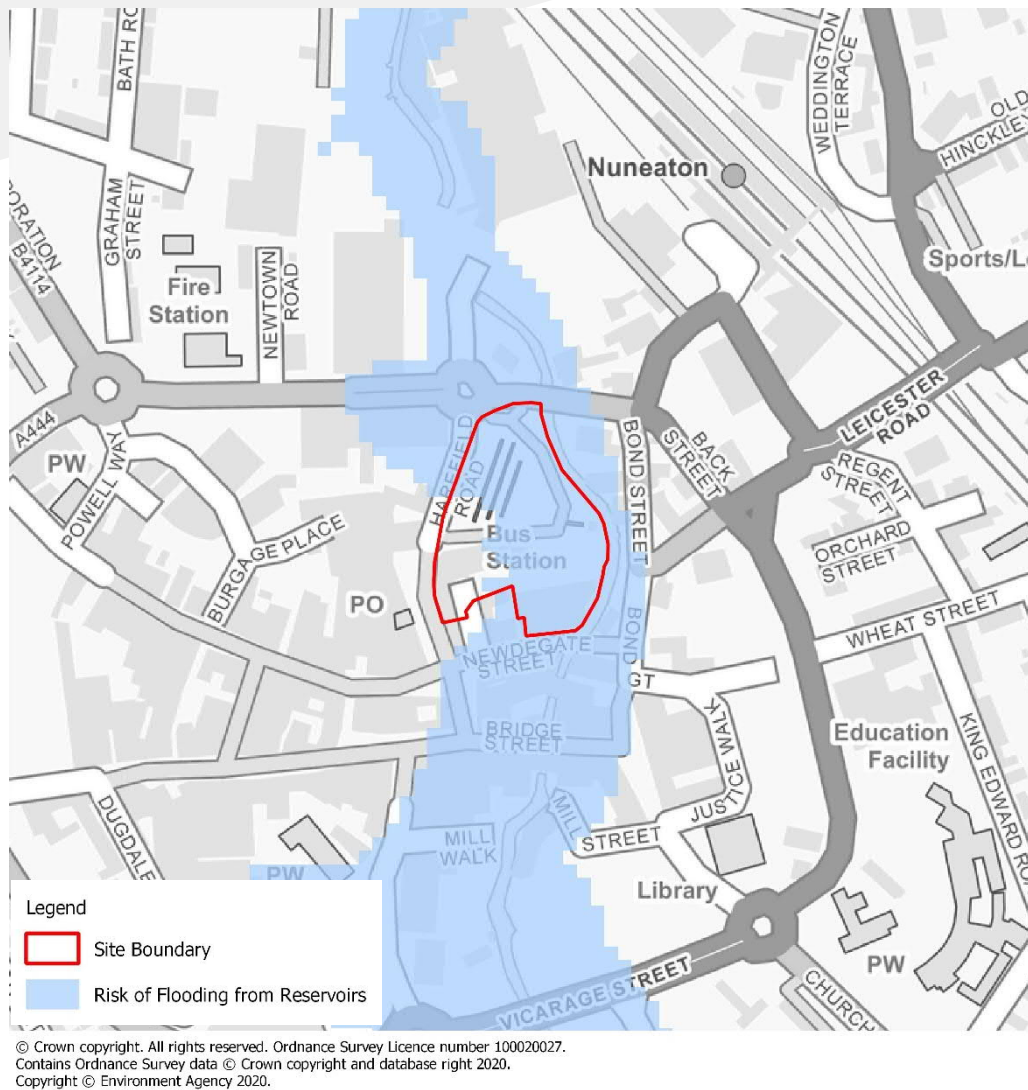 BATH RO
WEDDINGTON
TERRACE
OLD
HINCKLEY
Nuneaton
ORATION
B4114
GRAHAM
STREET
Sports/Le
Fire
Station
NEWTOWN
ROAD
LEICESTER
ROAD
A444
PW
POWELL WAY
HAREFIELD
ROAD
BOND STREET
BACK
STREET
REGENT
STREET
BURGAGE PLACE
Bus
Station
ORCHARD
STREET
PO
WHEAT STREET
NEWDEGATE
STREET
BOND
GT
BRIDGE
STREET
JUSTICE WALK
Education
Facility
KING EDWARD RO
DUGDALE
MILL
WALK
MILL
STREET
PW
Library
PW
VICARAGE STREET
CHURCH
Legend
Site Boundary
Risk of Flooding from Reservoirs
© Crown copyright. All rights reserved. Ordnance Survey Licence number 100020027.
Contains Ordnance Survey data © Crown copyright and database right 2020.
Copyright © Environment Agency 2020.